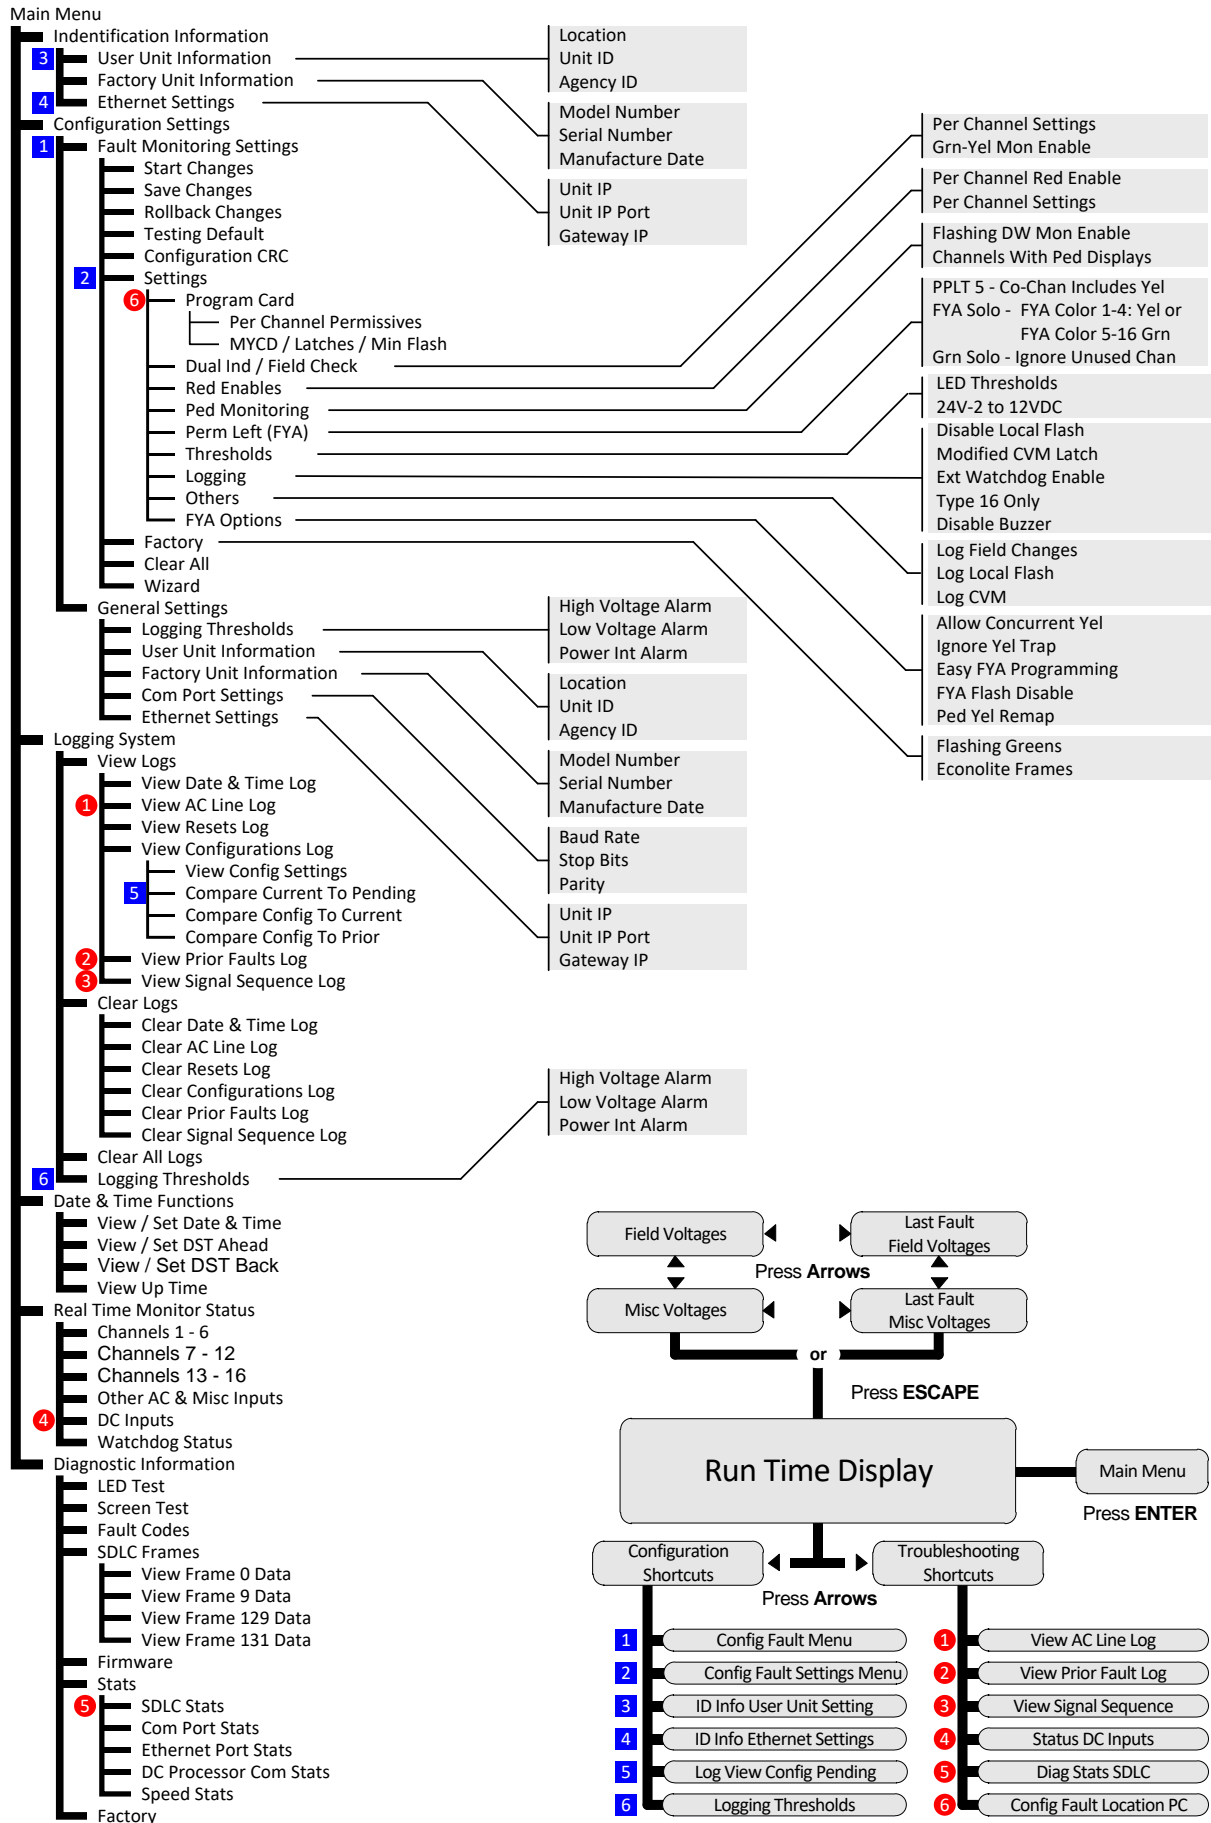 Main Menu
Indentification Information
3
User Unit Information
Factory Unit Information
4
Ethernet Settings
Configuration Settings
1
Fault Monitoring Settings
Start Changes
Save Changes
Rollback Changes
Testing Default
Configuration CRC
2
Settings
6
Program Card
Per Channel Permissives
MYCD / Latches / Min Flash
Dual Ind / Field Check
Red Enables
Ped Monitoring
Perm Left (FYA)
Thresholds
Logging
Others
FYA Options
Factory
Clear All
Wizard
General Settings
Logging Thresholds
User Unit Information
Factory Unit Information
Com Port Settings
Ethernet Settings
Logging System
View Logs
View Date & Time Log
1
View AC Line Log
View Resets Log
View Configurations Log
View Config Settings
5
Compare Current To Pending
Compare Config To Current
Compare Config To Prior
2
View Prior Faults Log
3
View Signal Sequence Log
Clear Logs
Clear Date & Time Log
Clear AC Line Log
Clear Resets Log
Clear Configurations Log
Clear Prior Faults Log
Clear Signal Sequence Log
Clear All Logs
6
Logging Thresholds
Date & Time Functions
View / Set Date & Time
View / Set DST Ahead
View / Set DST Back
View Up Time
Real Time Monitor Status
Channels 1 - 6
Channels 7 - 12
Channels 13 - 16
Other AC & Misc Inputs
4
DC Inputs
Watchdog Status
Diagnostic Information
LED Test
Screen Test
Fault Codes
SDLC Frames
View Frame 0 Data
View Frame 9 Data
View Frame 129 Data
View Frame 131 Data
Firmware
Stats
5
SDLC Stats
Com Port Stats
Ethernet Port Stats
DC Processor Com Stats
Speed Stats
Factory
Location
Unit ID
Agency ID
Model Number
Serial Number
Manufacture Date
Unit IP
Unit IP Port
Gateway IP
High Voltage Alarm
Low Voltage Alarm
Power Int Alarm
Location
Unit ID
Agency ID
Model Number
Serial Number
Manufacture Date
Baud Rate
Stop Bits
Parity
Unit IP
Unit IP Port
Gateway IP
High Voltage Alarm
Low Voltage Alarm
Power Int Alarm
Per Channel Settings
Grn-Yel Mon Enable
Per Channel Red Enable
Per Channel Settings
Flashing DW Mon Enable
Channels With Ped Displays
PPLT 5 - Co-Chan Includes Yel
FYA Solo - FYA Color 1-4: Yel or
FYA Color 5-16 Grn
Grn Solo - Ignore Unused Chan
LED Thresholds
24V-2 to 12VDC
Disable Local Flash
Modified CVM Latch
Ext Watchdog Enable
Type 16 Only
Disable Buzzer
Log Field Changes
Log Local Flash
Log CVM
Allow Concurrent Yel
Ignore Yel Trap
Easy FYA Programming
FYA Flash Disable
Ped Yel Remap
Flashing Greens
Econolite Frames
Field Voltages
Last Fault
Field Voltages
Press Arrows
Misc Voltages
Last Fault
Misc Voltages
or
Press ESCAPE
Run Time Display
Main Menu
Press ENTER
Configuration
Shortcuts
Troubleshooting
Shortcuts
Press Arrows
1 Config Fault Menu
2 Config Fault Settings Menu
3 ID Info User Unit Setting
4 ID Info Ethernet Settings
5 Log View Config Pending
6 Logging Thresholds
1 View AC Line Log
2 View Prior Fault Log
3 View Signal Sequence
4 Status DC Inputs
5 Diag Stats SDLC
6 Config Fault Location PC